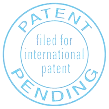 PATENT
filed for
international
patent
PENDING